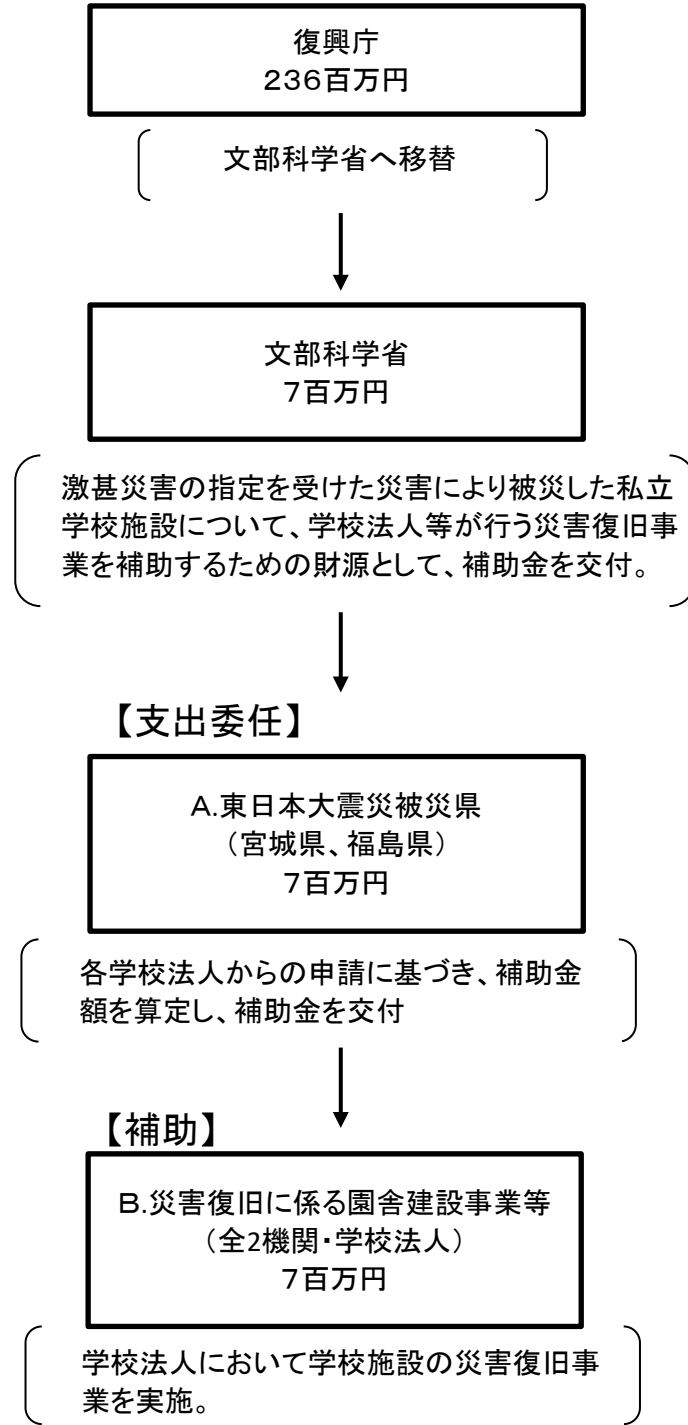 復興庁
２３６百万円
文部科学省へ移替
文部科学省
７百万円
激甚災害の指定を受けた災害により被災した私立
学校施設について、学校法人等が行う災害復旧事
業を補助するための財源として、補助金を交付。
【支出委任】
Ａ.東日本大震災被災県
（宮城県、福島県）
７百万円
各学校法人からの申請に基づき、補助金
額を算定し、補助金を交付
【補助】
Ｂ.災害復旧に係る園舎建設事業等
（全2機関・学校法人）
７百万円
学校法人において学校施設の災害復旧事
業を実施。